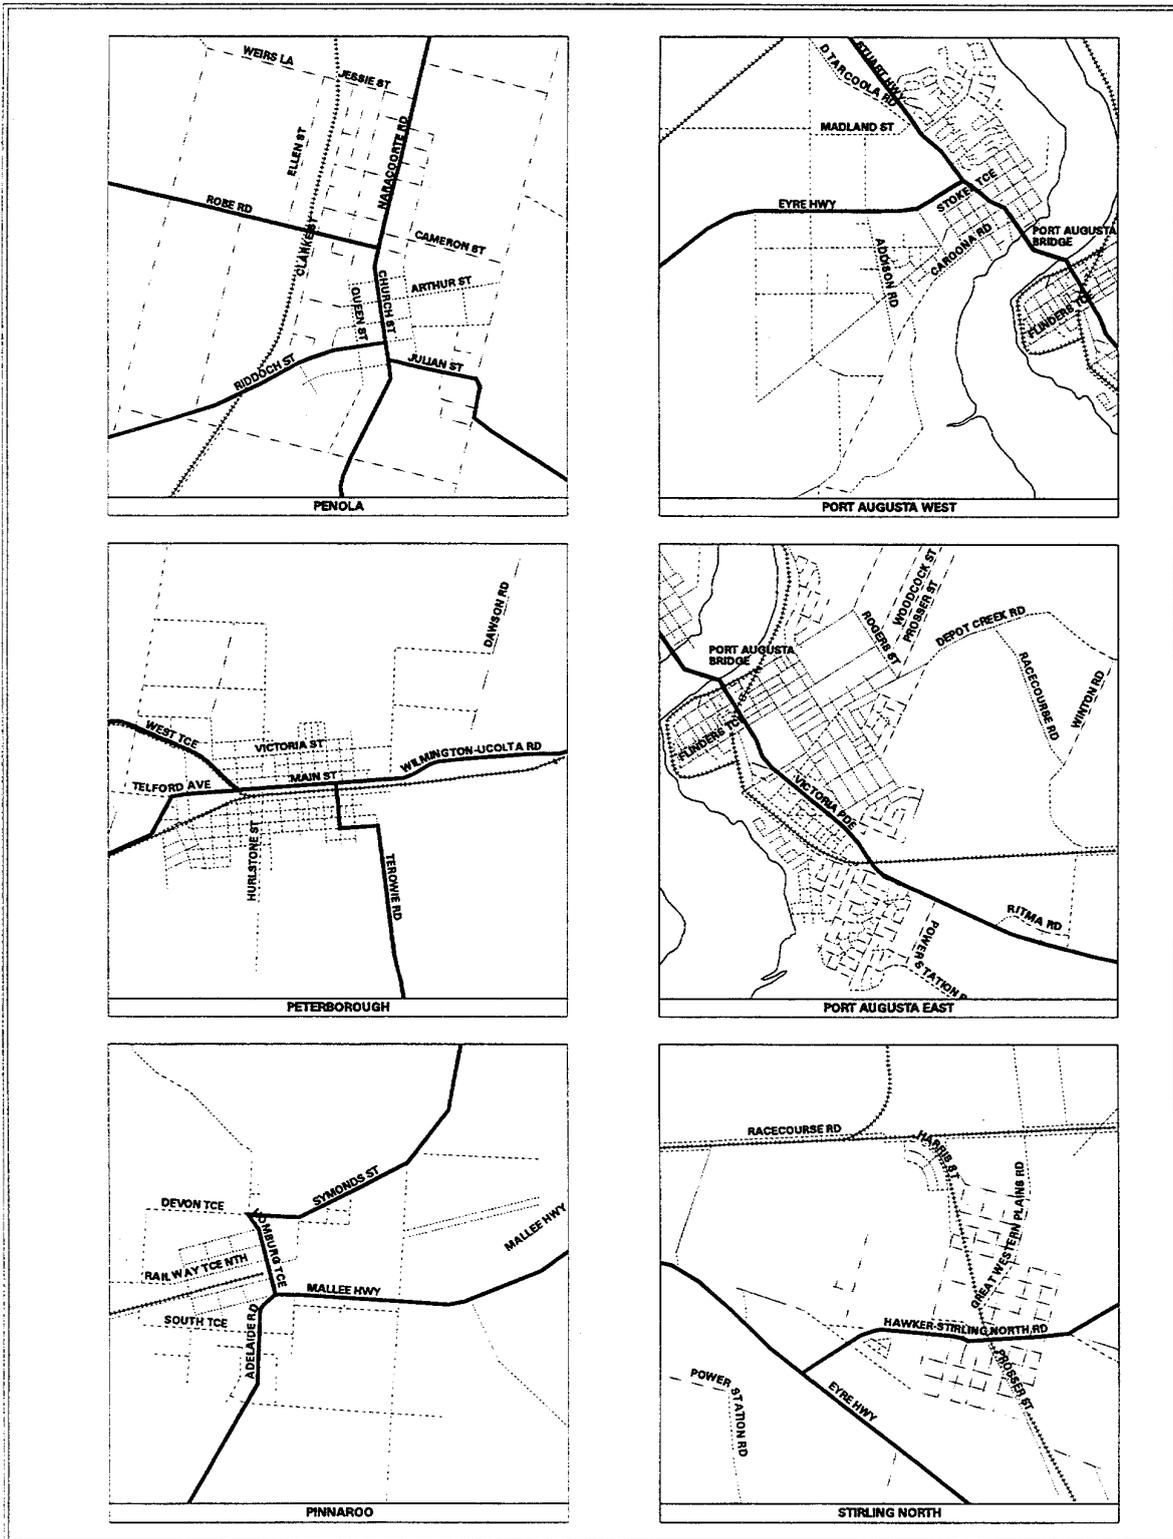 WEIRS LA
JESSIE ST
ELLEN ST
NARACOORTE RD
ROBE RD
CLARKE ST
CAMERON ST
ARTHUR ST
QUEEN ST
CHURCH ST
RIDDOCH ST
JULIAN ST
PENOLA
STUART HWY
D TARCOOLA RD
MADLAND ST
EYRE HWY
STOKES TCE
PORT AUGUSTA
BRIDGE
ADDISON RD
CAROONA RD
FLINDERS TCE
PORT AUGUSTA WEST
DAWSON RD
WEST TCE
VICTORIA ST
WILMINGTON-UCOLTA RD
MAIN ST
TELFORD AVE
HURLSTONE ST
TEROWIE RD
PETERBOROUGH
WOODCOCK ST
PROSSER ST
ROGERS ST
DEPOT CREEK RD
PORT AUGUSTA
BRIDGE
RACECOURSE RD
WINTON RD
FLINDERS TCE
VICTORIA PDE
RITMA RD
POWER STATION R
PORT AUGUSTA EAST
SYMONDS ST
DEVON TCE
HOMBURG TCE
MALLEE HWY
RAILWAY TCE NTH
MALLEE HWY
SOUTH TCE
ADELAIDE RD
PINNAROO
RACECOURSE RD
HARRIS ST
GREAT WESTERN PLAINS RD
HAWKER-STIRLING NORTH RD
PROSSER ST
POWER STATION RD
EYRE HWY
STIRLING NORTH